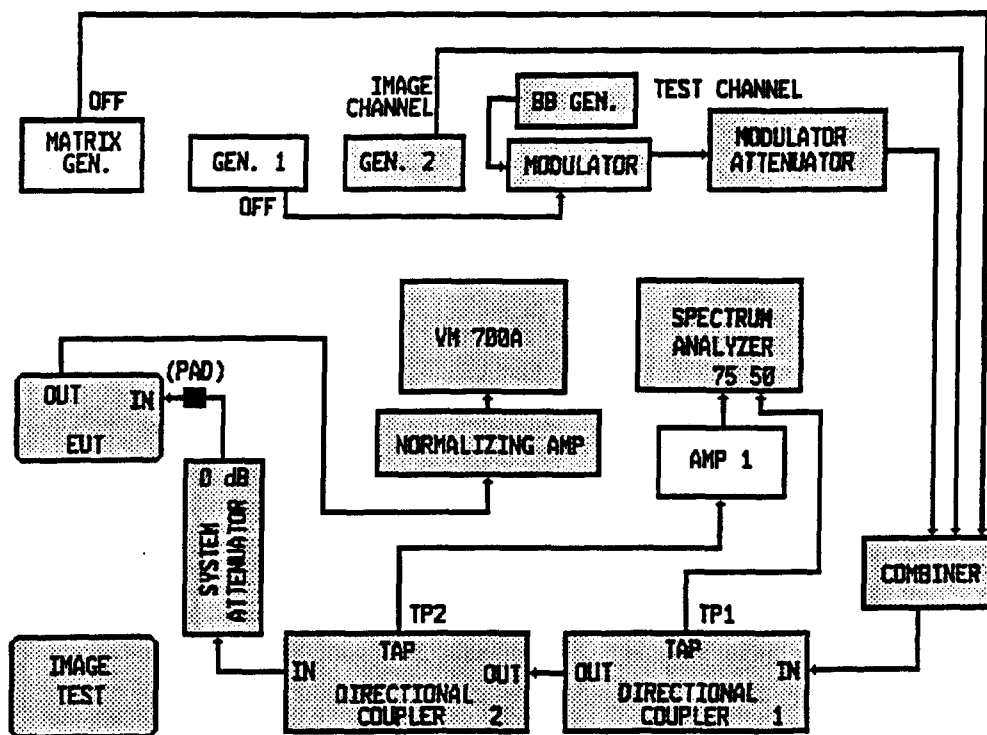 OFF
MATRIX
GEN.
GEN. 1
OFF
IMAGE
CHANNEL
GEN. 2
BB GEN.
MODULATOR
TEST CHANNEL
MODULATOR
ATTENUATOR
VM 700A
NORMALIZING AMP
SPECTRUM
ANALYZER
75 50
AMP 1
(PAD)
OUT
IN
EUT
0 dB
SYSTEM
ATTENUATOR
COMBINER
TP2
TAP
IN
OUT
DIRECTIONAL
COUPLER 2
TP1
TAP
OUT
IN
DIRECTIONAL
COUPLER 1
IMAGE
TEST